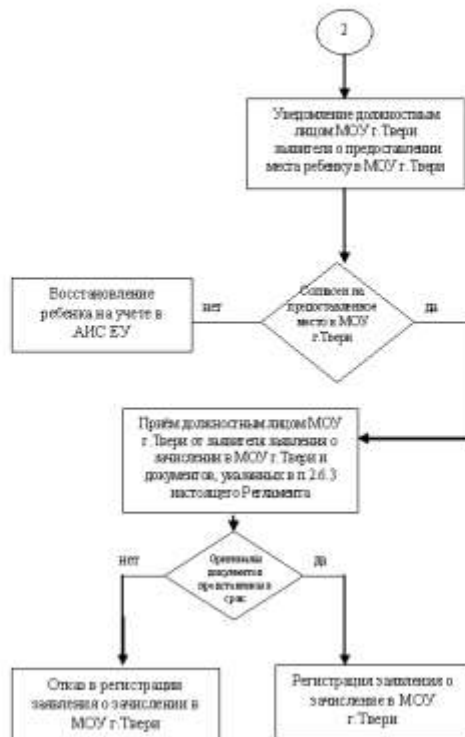 2
Уведомление должностным
лицом МОУ г. Твери
заявителя о предоставлении
места ребенку в МОУ г. Твери
Восстановление
ребенка на учете в
АИС ЕУ
нет
Согласен на
предоставленное
место в МОУ
г.Твери
да
Приём должностным лицом МОУ
г. Твери от заявителя заявления о
зачислении в МОУ г. Твери и
документов, указанных в п 2.6.3
настоящего Регламента
нет
Оригиналы
документов
представлены в
срок
да
Отказ в регистрации
заявления о зачислении в
МОУ г. Твери
Регистрация заявления о
зачисление в МОУ
г. Твери